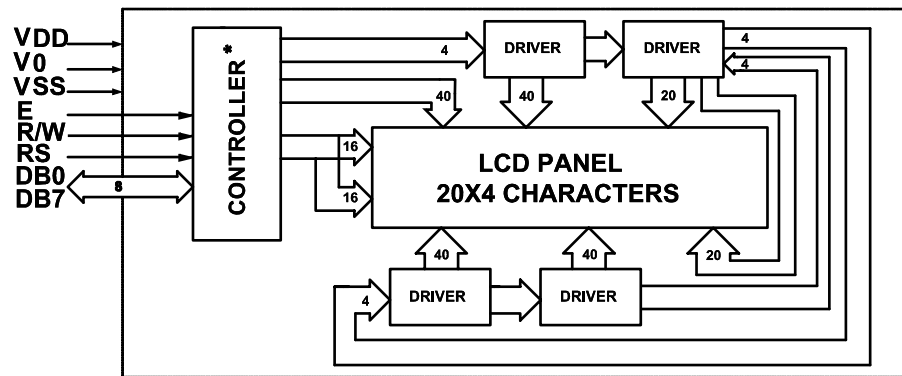 VDD
V0
VSS
E
R/W
RS
DB0
DB7
8
CONTROLLER *
4
DRIVER
DRIVER
4
4
40
40
20
16
16
LCD PANEL
20X4 CHARACTERS
40
40
20
4
DRIVER
DRIVER